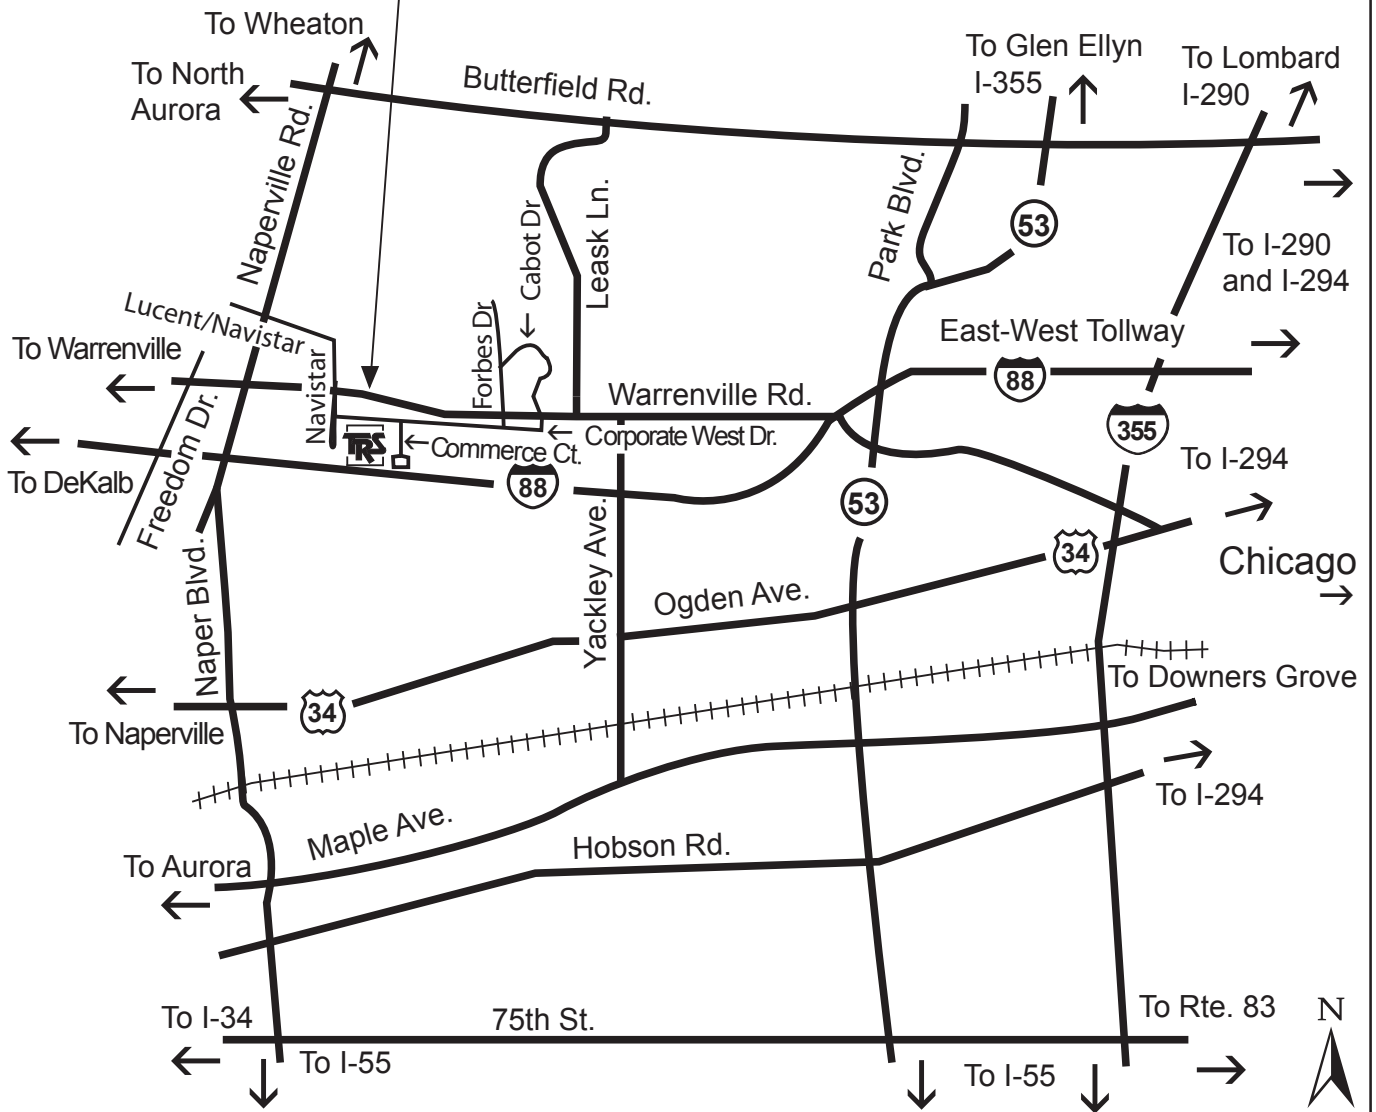 To Wheaton
To North
Aurora
Butterfield Rd.
To Glen Ellyn
I-355
To Lombard
I-290
Naperville Rd.
Park Blvd.
53
To I-290
and I-294
Leask Ln.
Cabot Dr
Forbes Dr
Lucent/Navistar
Navistar
To Warrenville
East-West Tollway
88
Warrenville Rd.
355
Freedom Dr.
TRS
Commerce Ct.
Corporate West Dr.
88
To DeKalb
To I-294
53
34
Chicago
Naper Blvd.
Yackley Ave.
Ogden Ave.
To Downers Grove
34
To Naperville
To I-294
Maple Ave.
Hobson Rd.
To Aurora
To I-34
75th St.
To Rte. 83
N
To I-55
To I-55